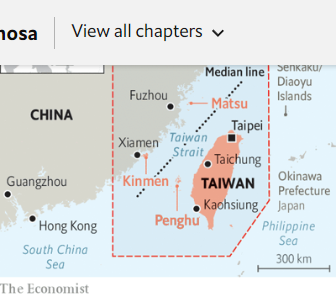 mosa
View all chapters
Median line
Senkaku/
Diaoyu
Islands
Fuzhou
Matsu
CHINA
Taipei
Taiwan
Strait
Xiamen
Taichung
Okinawa
Prefecture
Japan
Guangzhou
Kinmen
TAIWAN
Kaohsiung
Penghu
Hong Kong
Philippine
Sea
South China
Sea
300 km
The Economist